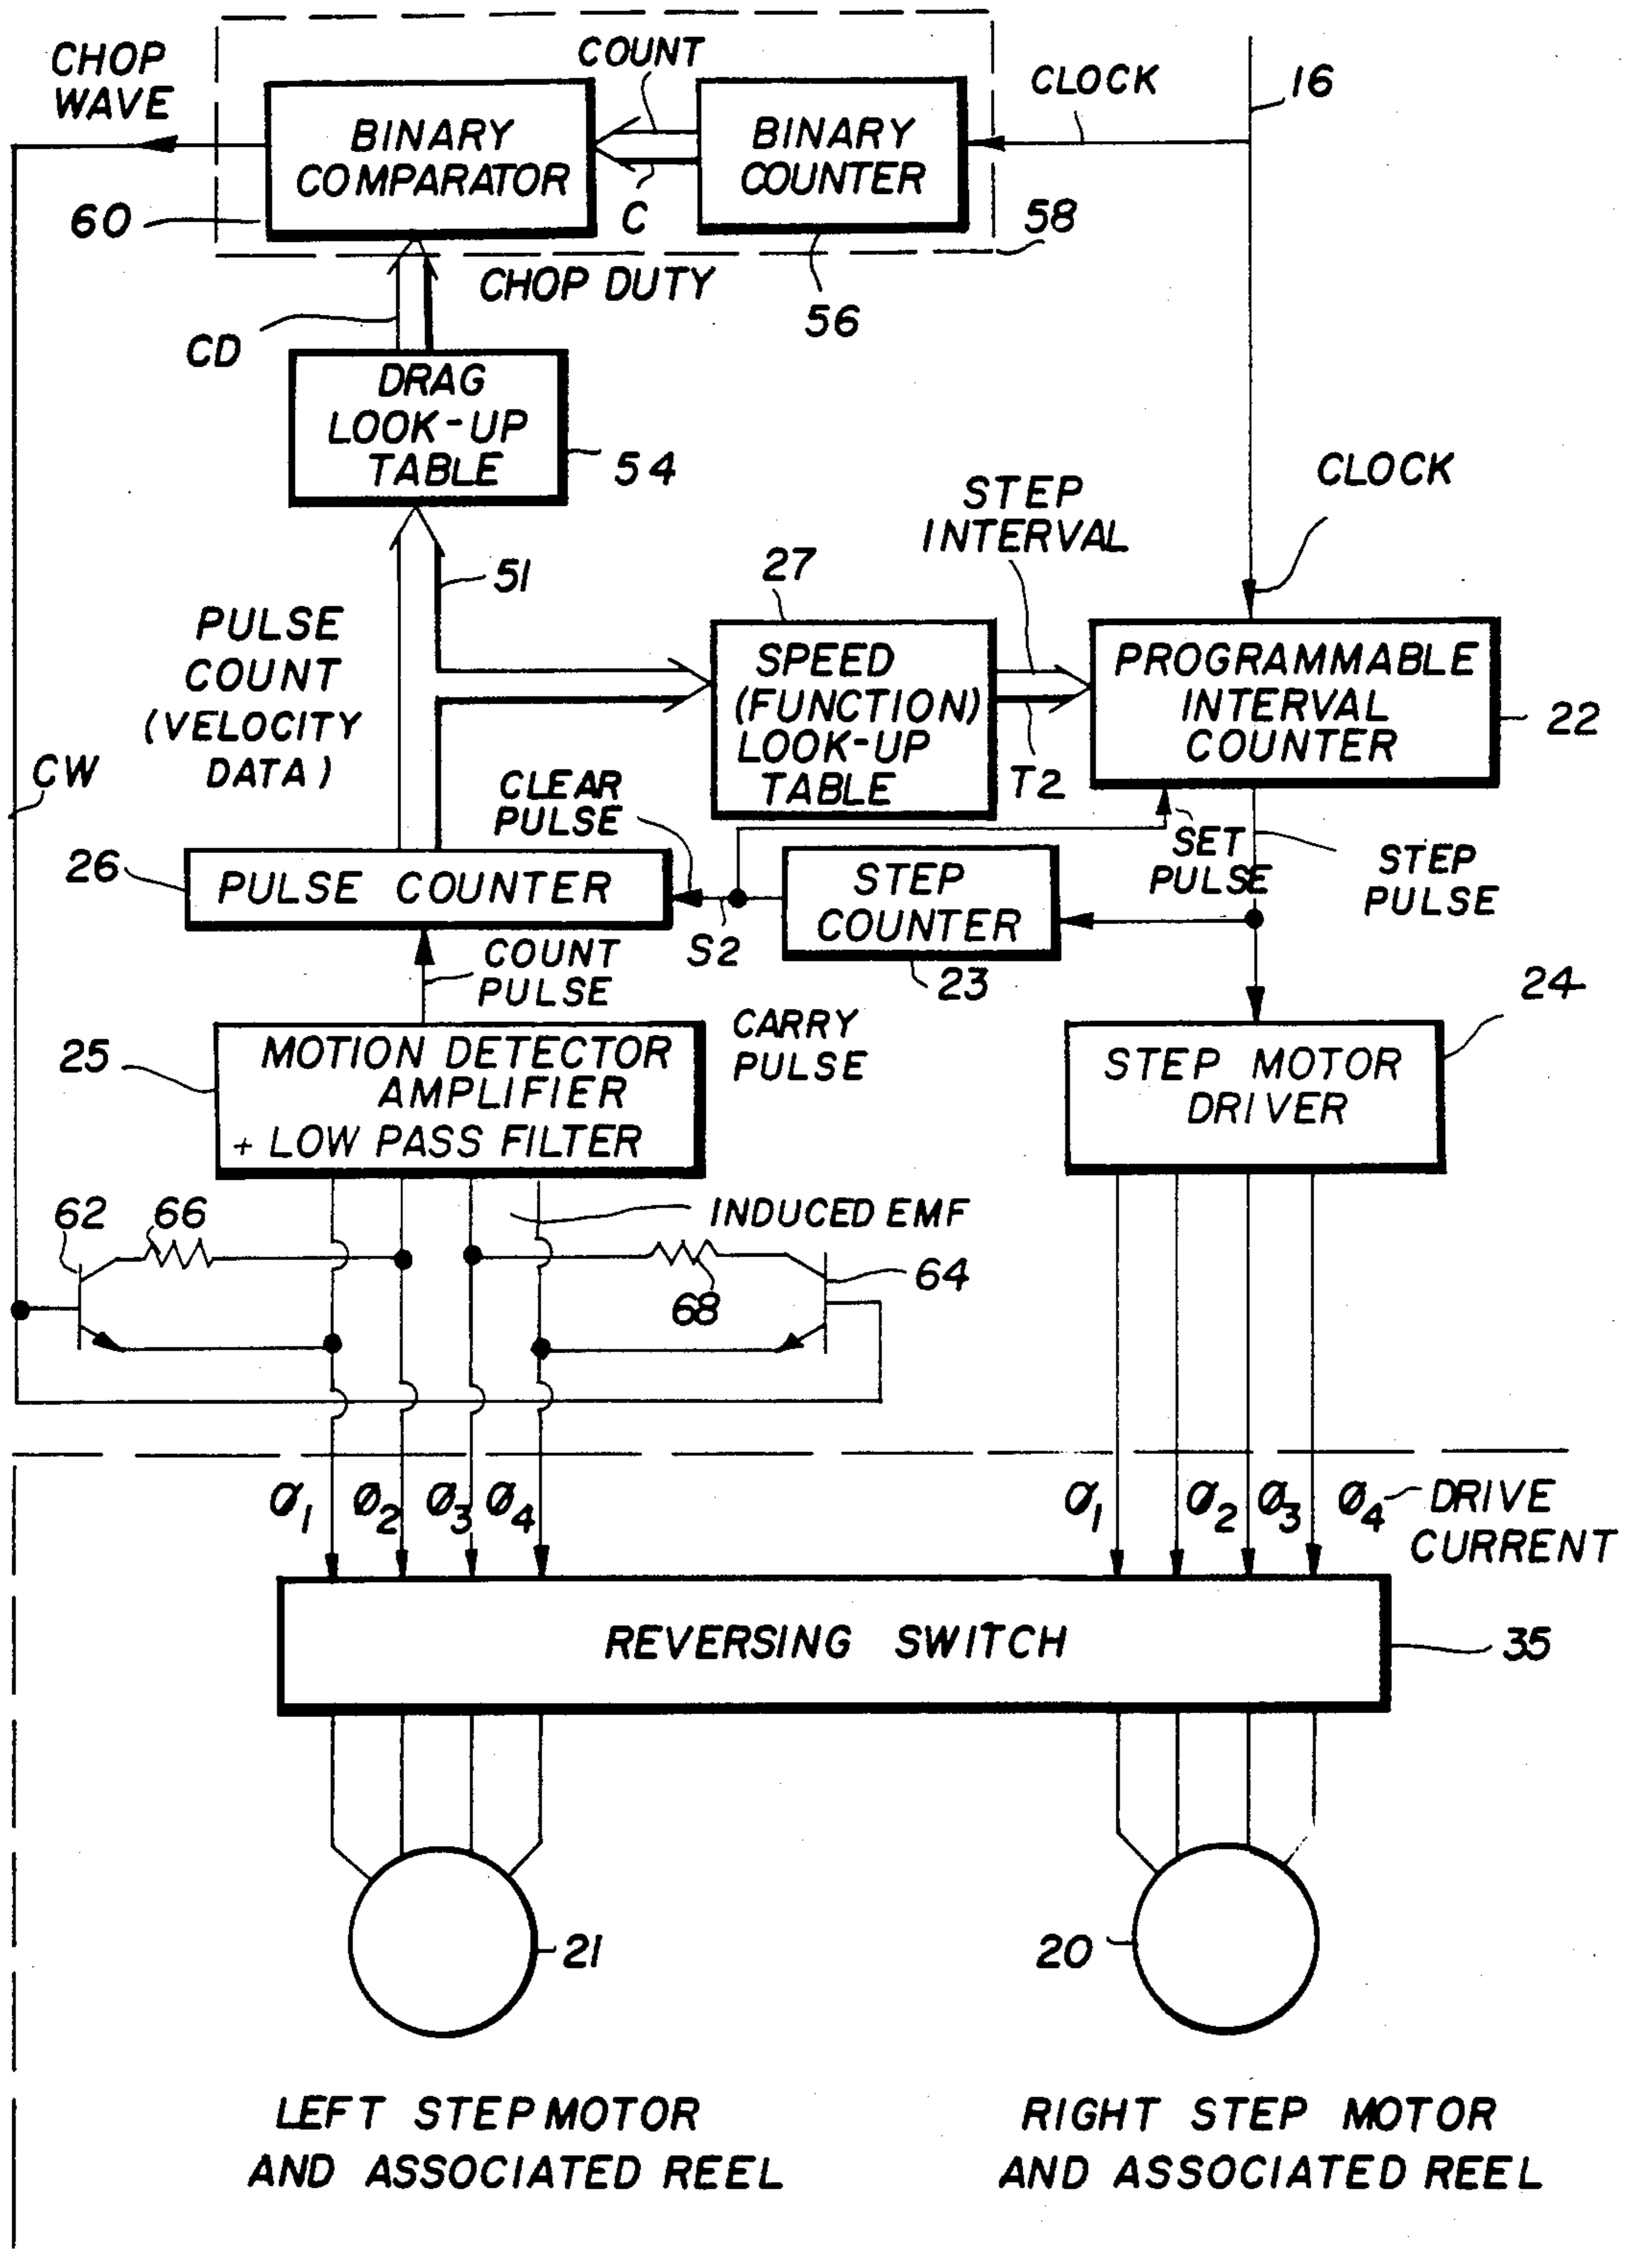 CHOP
WAVE
COUNT
CLOCK
16
BINARY
COMPARATOR
BINARY
COUNTER
60
C
58
CHOP DUTY
56
CD
DRAG
LOOK-UP
TABLE
54
CLOCK
STEP
INTERVAL
51
27
PULSE
COUNT
(VELOCITY
DATA)
SPEED
(FUNCTION)
LOOK-UP
TABLE
PROGRAMMABLE
INTERVAL
COUNTER
22
CW
T2
CLEAR
PULSE
SET
PULSE
STEP
PULSE
26
PULSE COUNTER
STEP
COUNTER
S2
23
COUNT
PULSE
24
25
MOTION DETECTOR
AMPLIFIER
+ LOW PASS FILTER
CARRY
PULSE
STEP MOTOR
DRIVER
62
66
INDUCED EMF
68
64
Ø1 Ø2 Ø3 Ø4
Ø1 Ø2 Ø3 Ø4
DRIVE
CURRENT
REVERSING SWITCH
35
21
20
LEFT STEP MOTOR
AND ASSOCIATED REEL
RIGHT STEP MOTOR
AND ASSOCIATED REEL